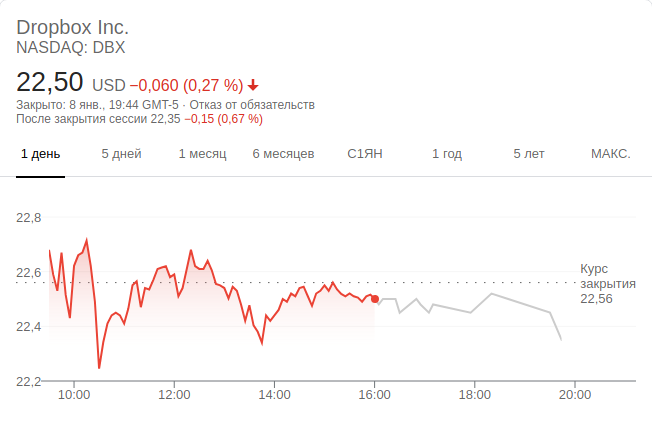 Dropbox Inc.
NASDAQ: DBX
22,50 USD −0,060 (0,27 %)
Закрыто: 8 янв., 19:44 GMT-5 · Отказ от обязательств
После закрытия сессии 22,35 −0,15 (0,67 %)
1 день 5 дней 1 месяц 6 месяцев С1ЯН 1 год 5 лет МАКС.
22,8
22,6
22,4
22,2
Курс
закрытия
22,56
10:00 12:00 14:00 16:00 18:00 20:00